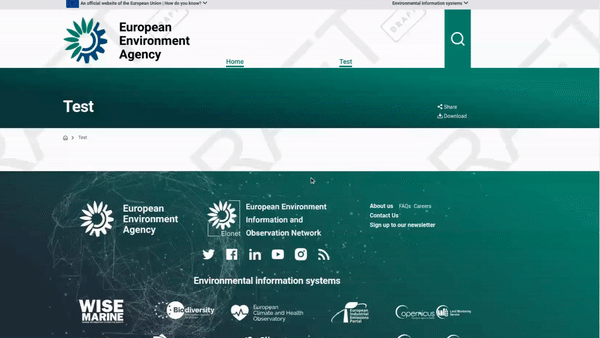 An official website of the European Union | How do you know?
Environmental information systems
European
Environment
Agency
DRAFT
DRAFT
Home
Test
Test
Share
Download
Test
European
Environment
Agency
Eionet
European Environment
Information and
Observation Network
About us FAQs Careers
Contact Us
Sign up to our newsletter
Environmental information systems
WISE
MARINE
Biodiversity
European
Climate and Health
Observatory
European
Industrial
Emissions
Portal
Copernicus
Land Monitoring
Service